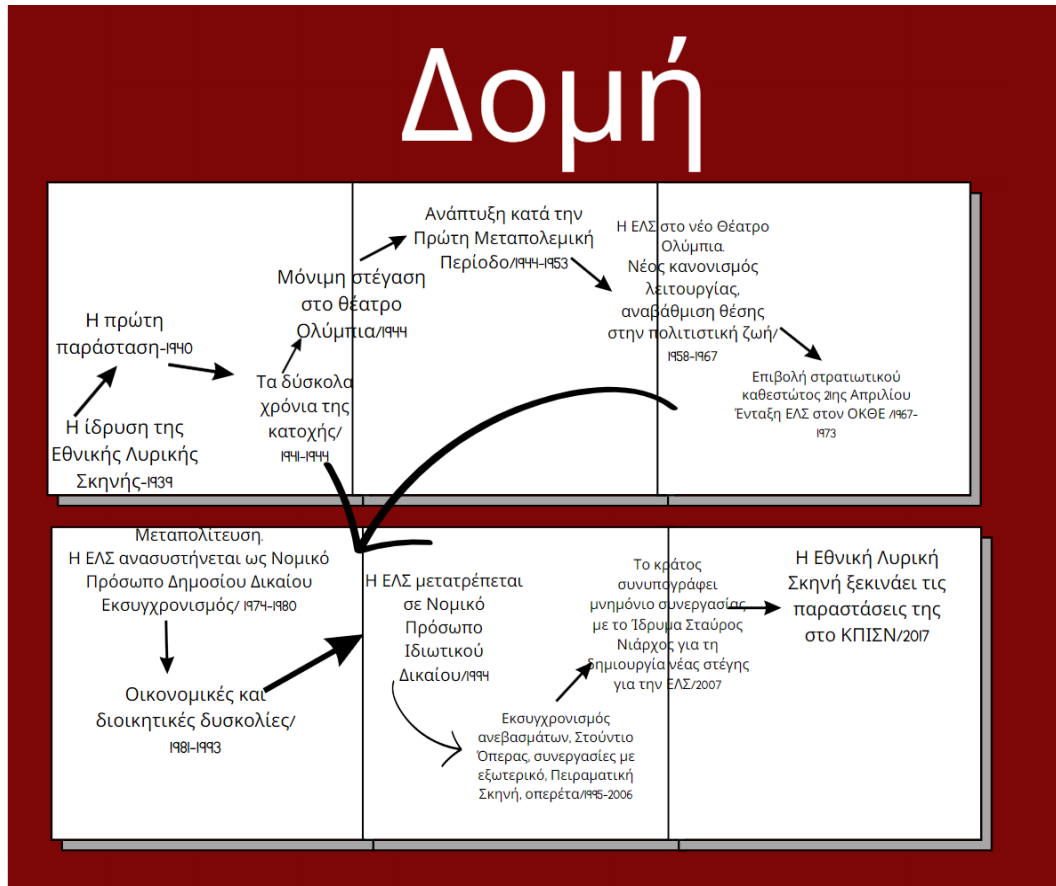 Δομή
Η ίδρυση της
Εθνικής Λυρικής
Σκηνής-1939
Η πρώτη
παράσταση-1940
Τα δύσκολα
χρόνια της
κατοχής/
1941-1944
Μόνιμη στέγαση
στο θέατρο
Ολύμπια/1944
Ανάπτυξη κατά την
Πρώτη Μεταπολεμική
Περίοδο/1944-1953
Η ΕΛΣ στο νέο Θέατρο
Ολύμπια.
Νέος κανονισμός
λειτουργίας,
αναβάθμιση θέσης
στην πολιτιστική ζωή/
1958-1967
Επιβολή στρατιωτικού
καθεστώτος 21ης Απριλίου
Ένταξη ΕΛΣ στον ΟΚΘΕ /1967-
1973
Μεταπολίτευση.
Η ΕΛΣ ανασυστήνεται ως Νομικό
Πρόσωπο Δημοσίου Δικαίου
Εκσυγχρονισμός/ 1974-1980
Οικονομικές και
διοικητικές δυσκολίες/
1981-1993
Η ΕΛΣ μετατρέπεται
σε Νομικό
Πρόσωπο
Ιδιωτικού
Δικαίου/1994
Εκσυγχρονισμός
ανεβασμάτων, Στούντιο
Όπερας, συνεργασίες με
εξωτερικό, Πειραματική
Σκηνή, οπερέτα/1995-2006
Το κράτος
συνυπογράφει
μνημόνιο συνεργασίας
με το Ίδρυμα Σταύρος
Νιάρχος για τη
δημιουργία νέας στέγης
για την ΕΛΣ/2007
Η Εθνική Λυρική
Σκηνή ξεκινάει τις
παραστάσεις της
στο ΚΠΙΣΝ/2017